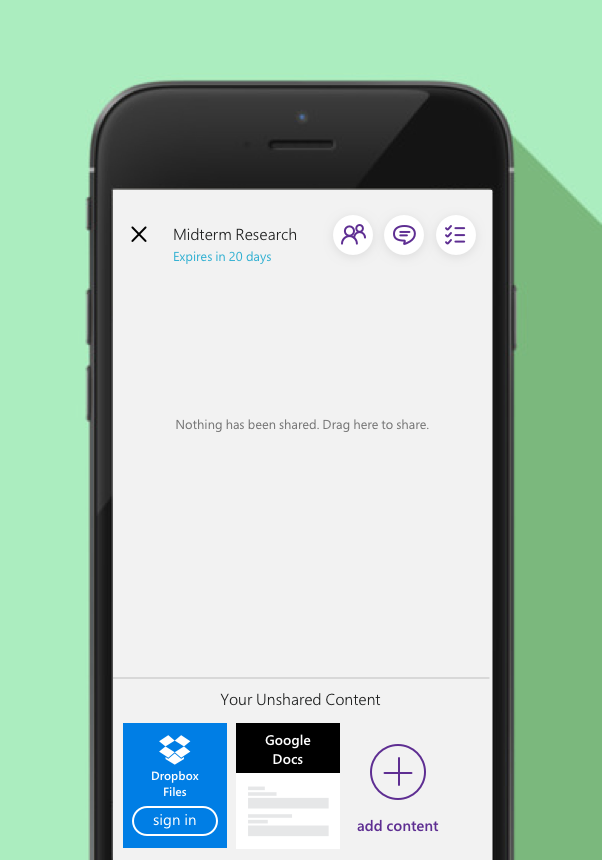 Midterm Research
Expires in 20 days
Nothing has been shared. Drag here to share.
Your Unshared Content
Dropbox
Files
sign in
Google
Docs
add content